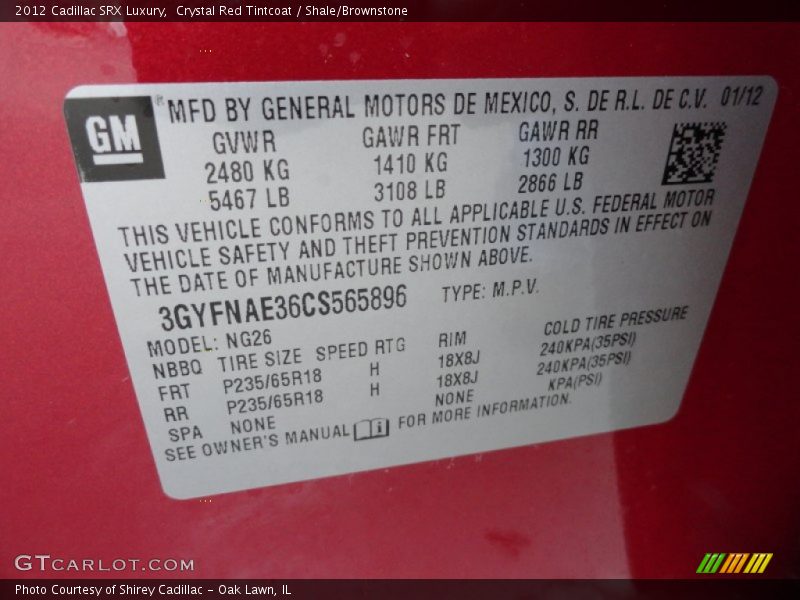 2012 Cadillac SRX Luxury,  Crystal Red Tintcoat / Shale/Brownstone
GM ® MFD BY GENERAL MOTORS DE MEXICO, S. DE R.L. DE C.V. 01/12
GVWR GAWR FRT GAWR RR
2480 KG 1410 KG 1300 KG
5467 LB 3108 LB 2866 LB
THIS VEHICLE CONFORMS TO ALL APPLICABLE U.S. FEDERAL MOTOR
VEHICLE SAFETY AND THEFT PREVENTION STANDARDS IN EFFECT ON
THE DATE OF MANUFACTURE SHOWN ABOVE.
3GYFNAE36CS565896 TYPE: M.P.V.
MODEL: NG26
NBBQ TIRE SIZE SPEED RTG RIM COLD TIRE PRESSURE
FRT P235/65R18 H 18X8J 240KPA(35PSI)
RR P235/65R18 H 18X8J 240KPA(35PSI)
SPA NONE NONE KPA(PSI)
SEE OWNER'S MANUAL FOR MORE INFORMATION.
GTCARLOT.COM
Photo Courtesy of Shirey Cadillac - Oak Lawn, IL